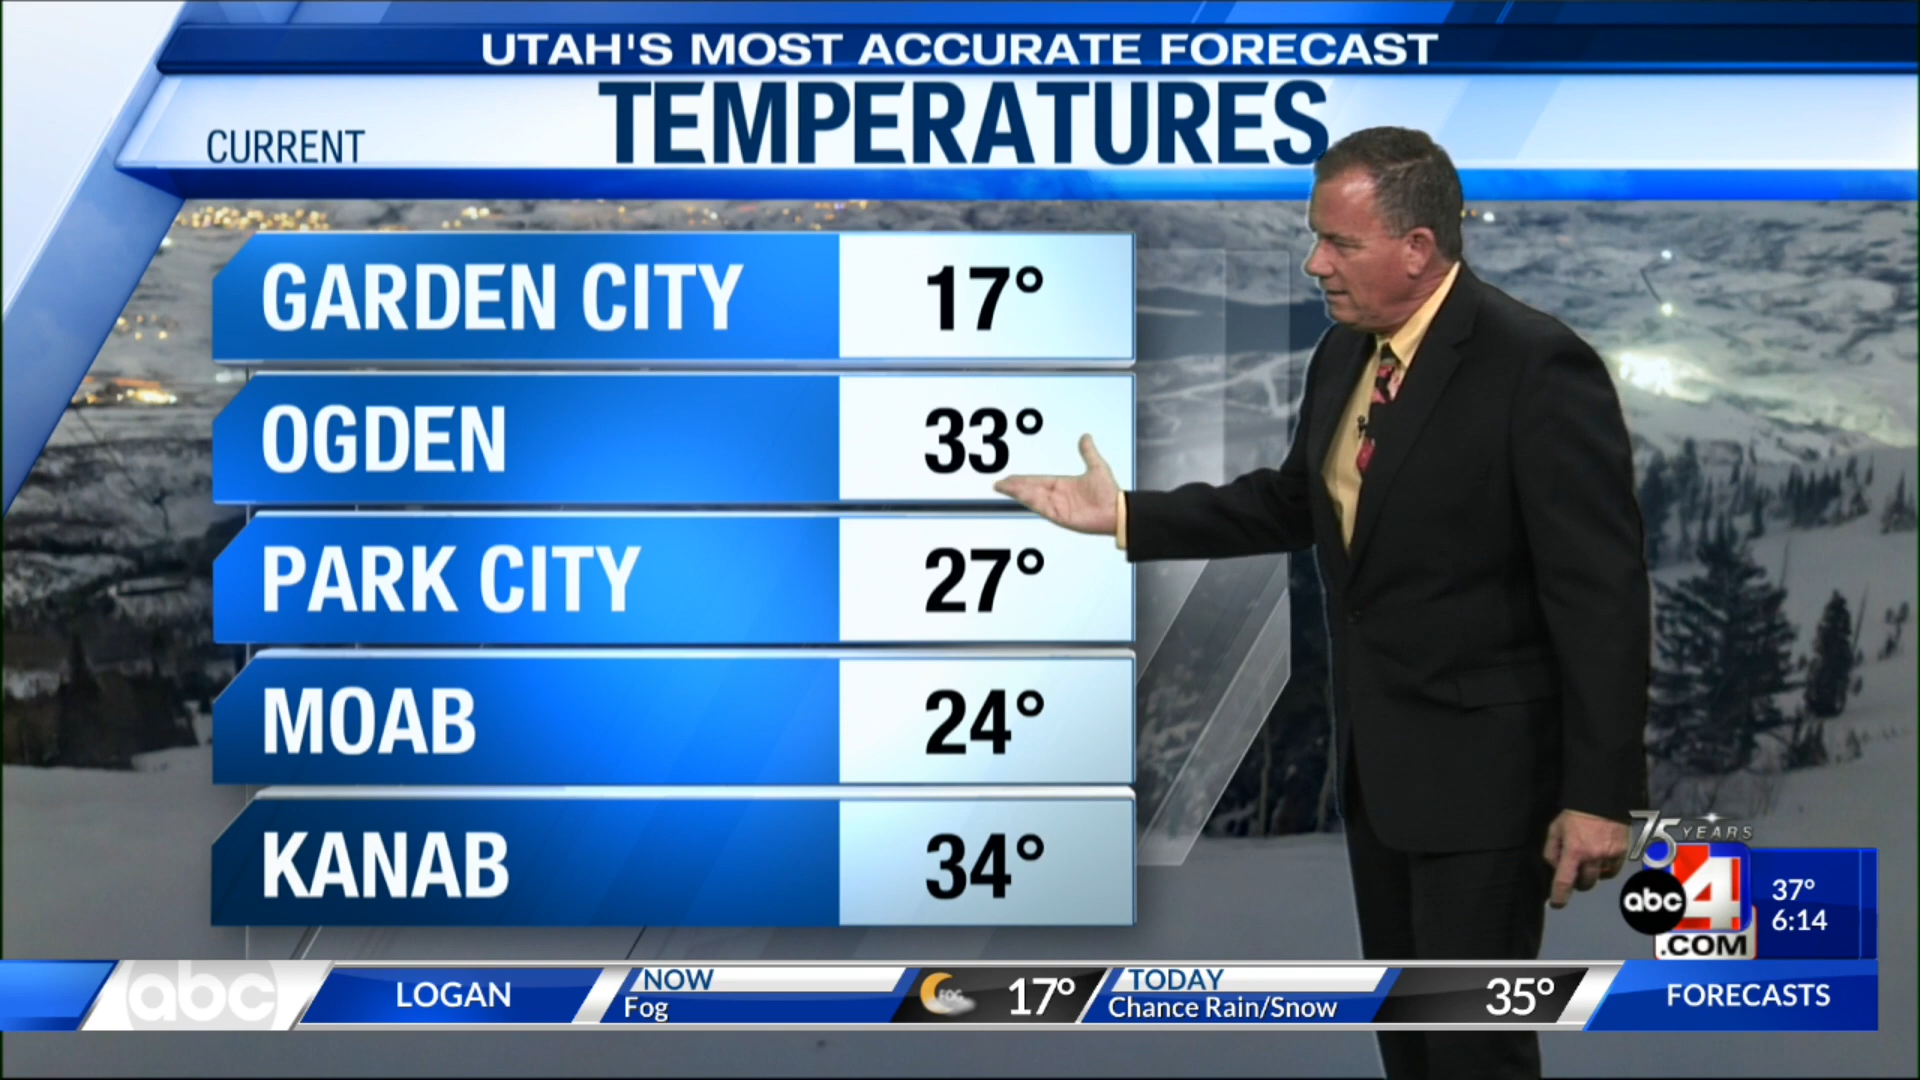 UTAH'S MOST ACCURATE FORECAST
CURRENT
TEMPERATURES
GARDEN CITY 17°
OGDEN 33°
PARK CITY 27°
MOAB 24°
KANAB 34°
75 YEARS
abc 4
.COM
37°
6:14
abc
LOGAN
NOW
Fog
FOG
17°
TODAY
Chance Rain/Snow
35°
FORECASTS